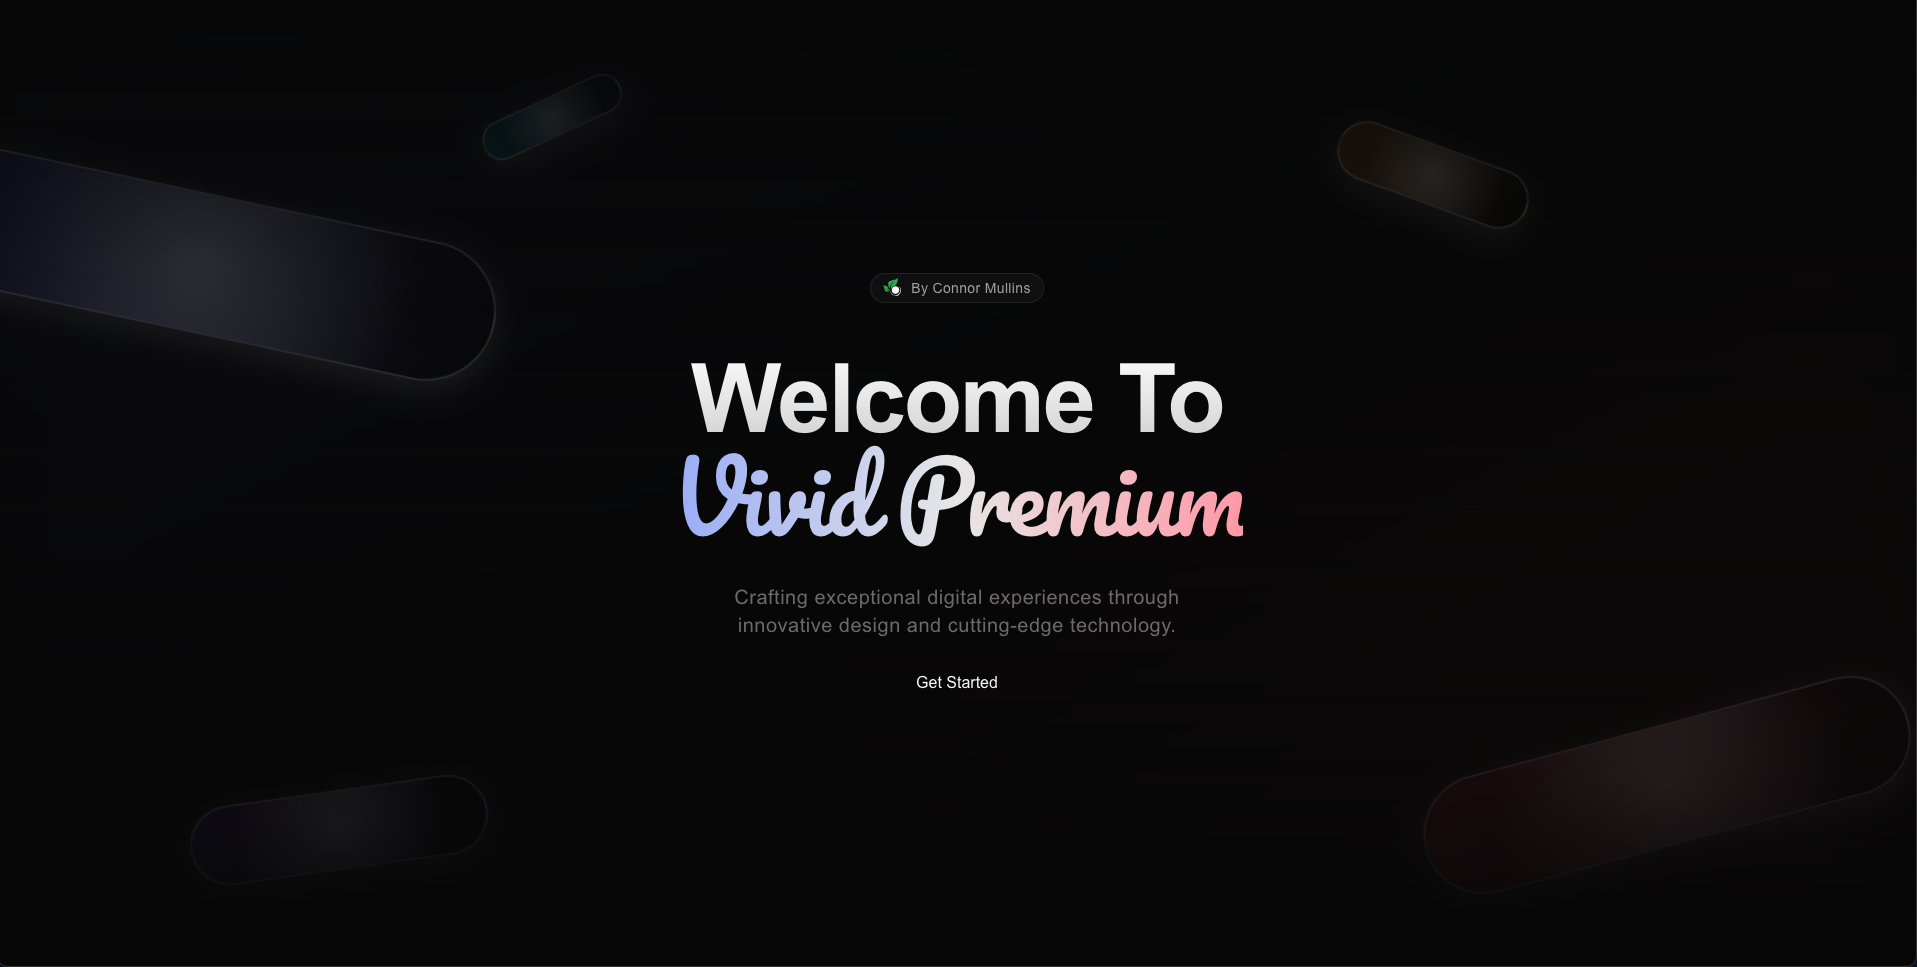 By Connor Mullins
Welcome To
Vivid Premium
Crafting exceptional digital experiences through
innovative design and cutting-edge technology.
Get Started